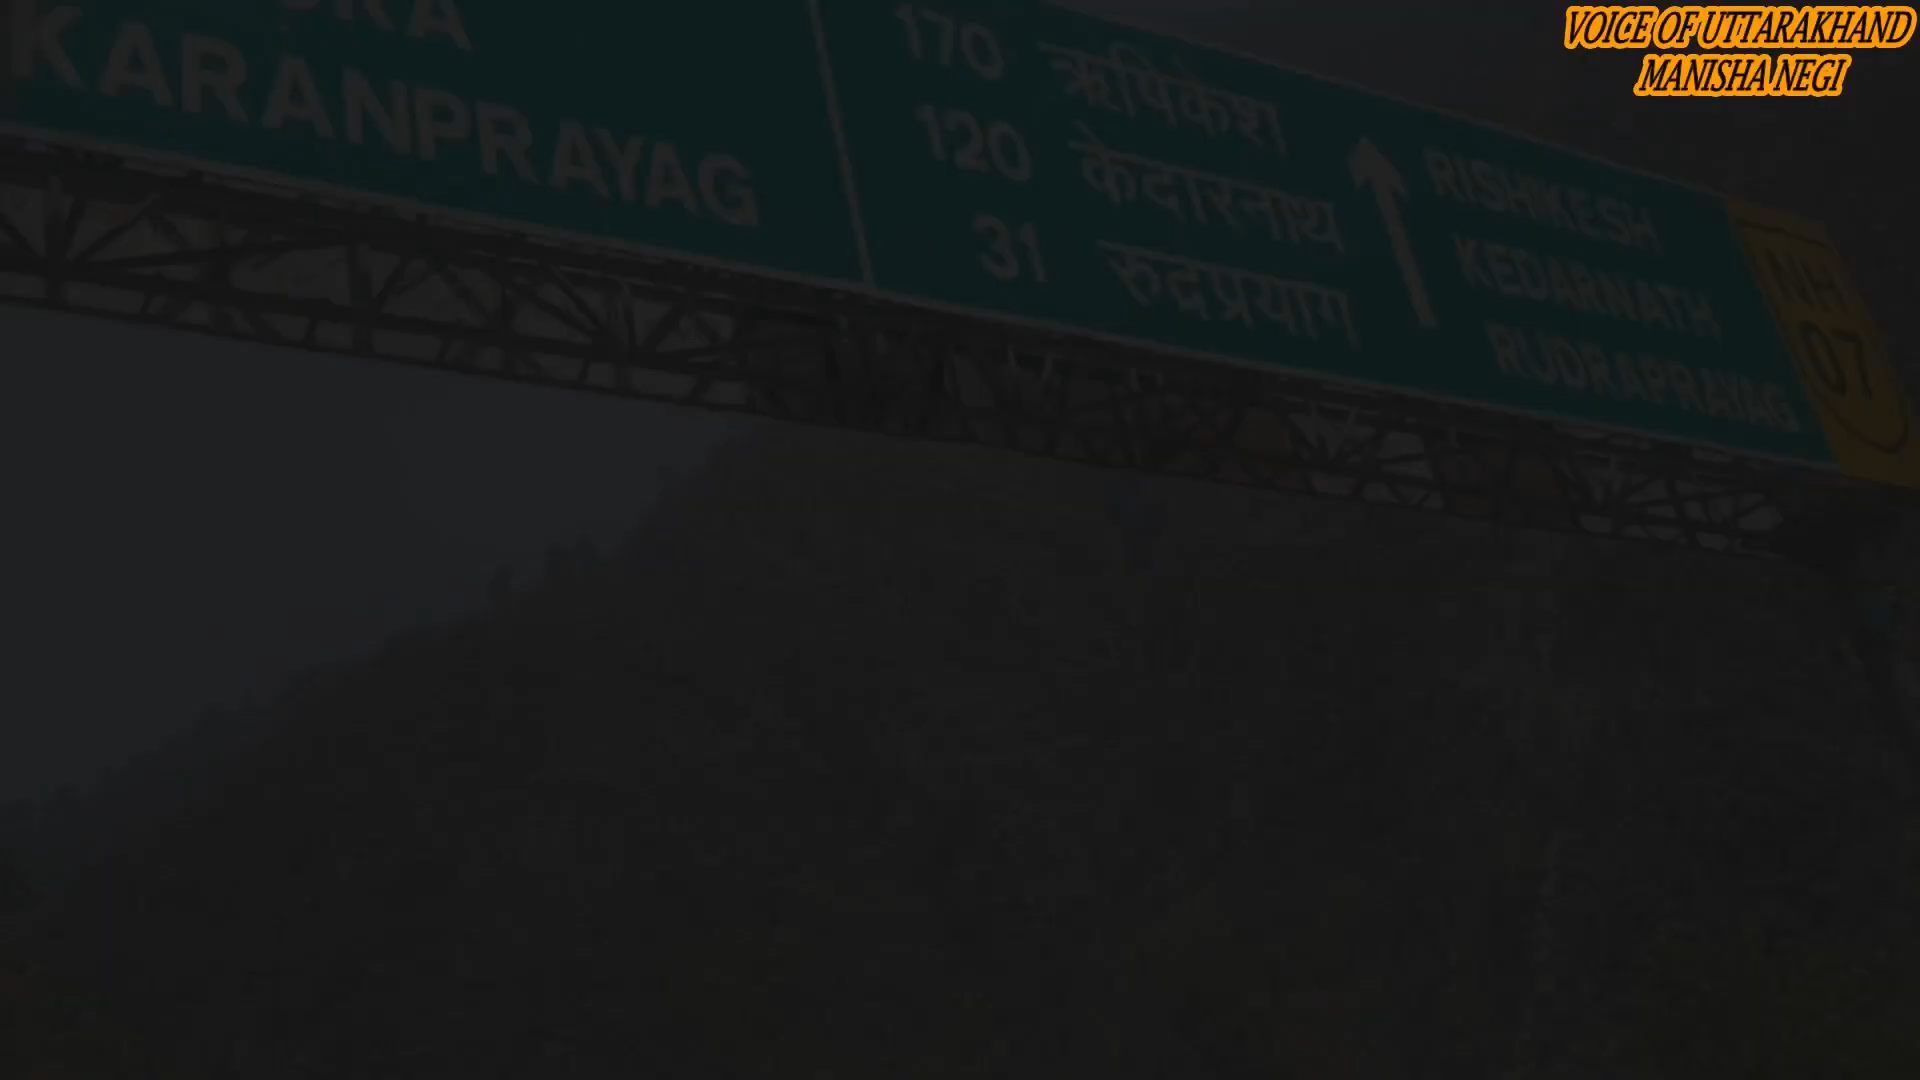 VOICE OF UTTARAKHAND
MANISHA NEGI
KARANPRAYAG
170 ऋषिकेश RISHIKESH
120 केदारनाथ KEDARNATH
31 रुद्रप्रयाग RUDRAPRAYAG
NH
07